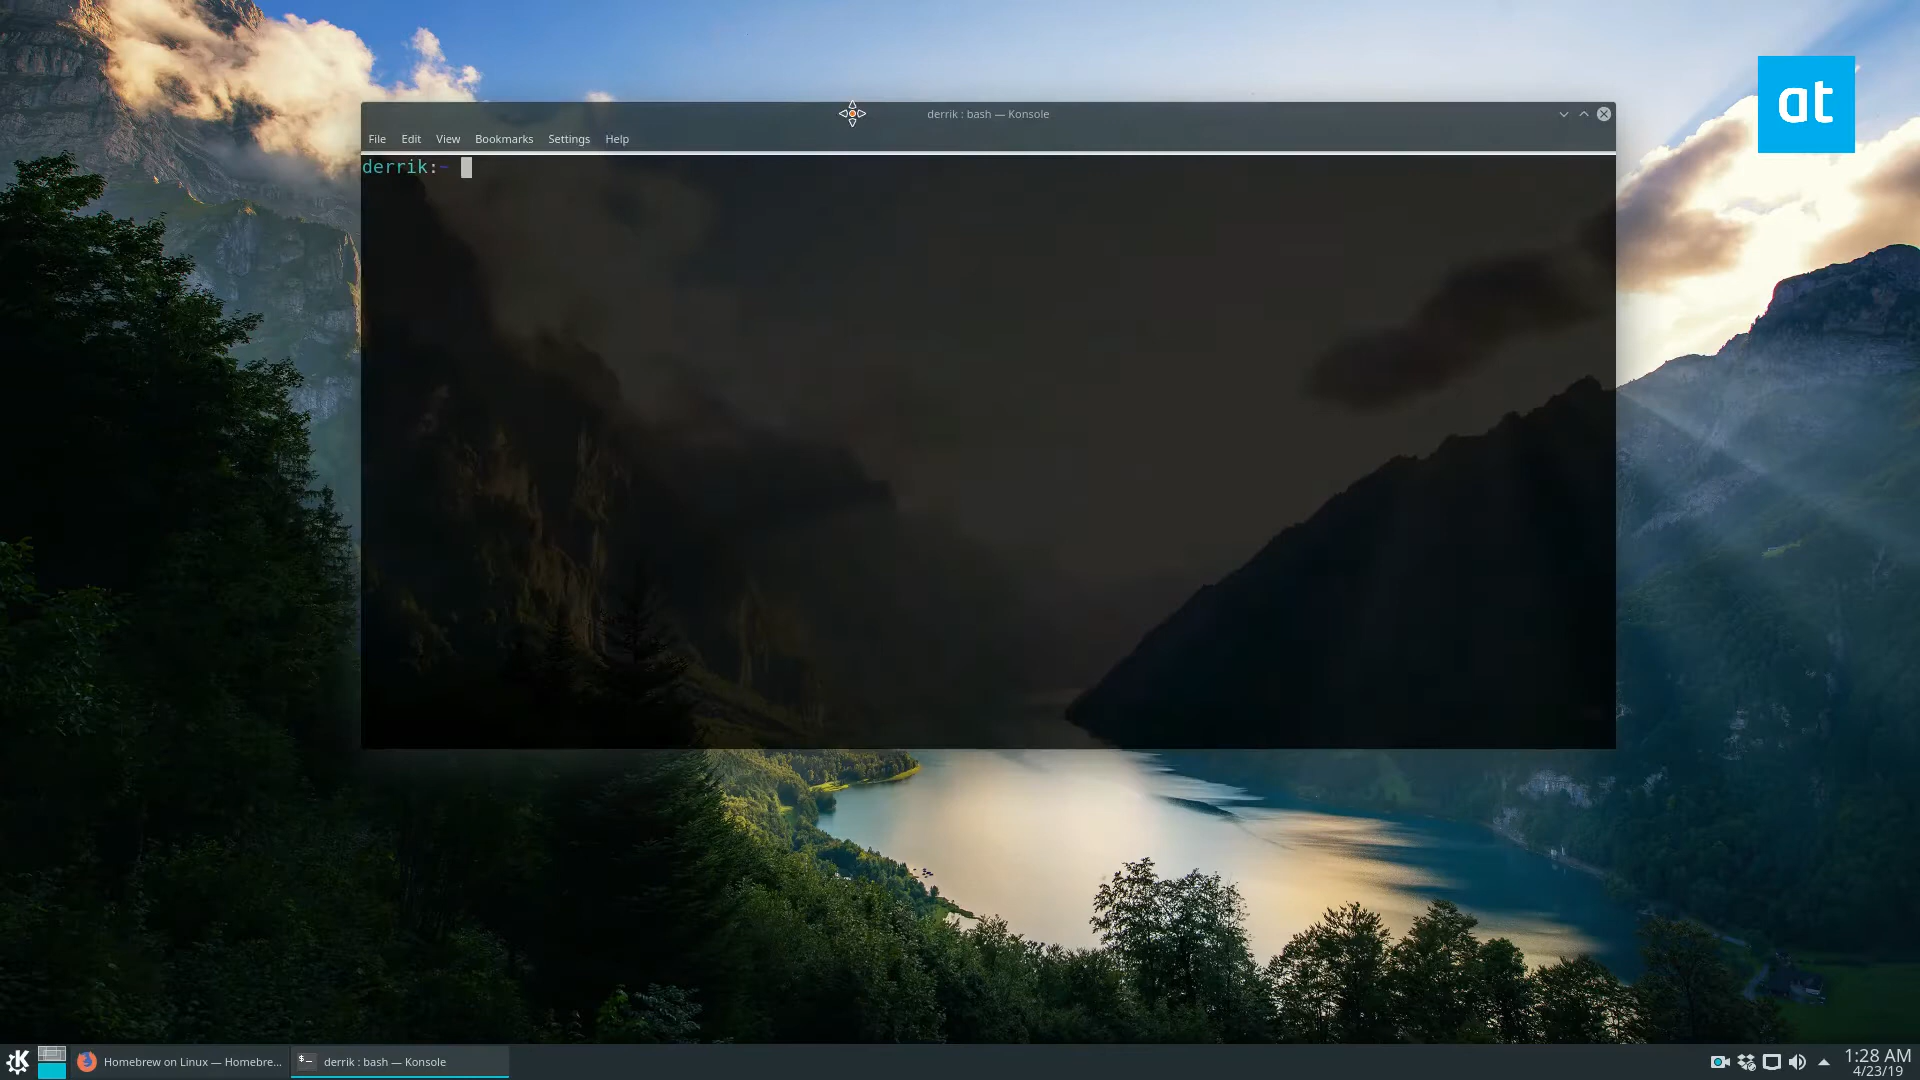 at
derrik : bash — Konsole
File Edit View Bookmarks Settings Help
derrik:~
Homebrew on Linux — Homebre...
derrik : bash — Konsole
1:28 AM
4/23/19